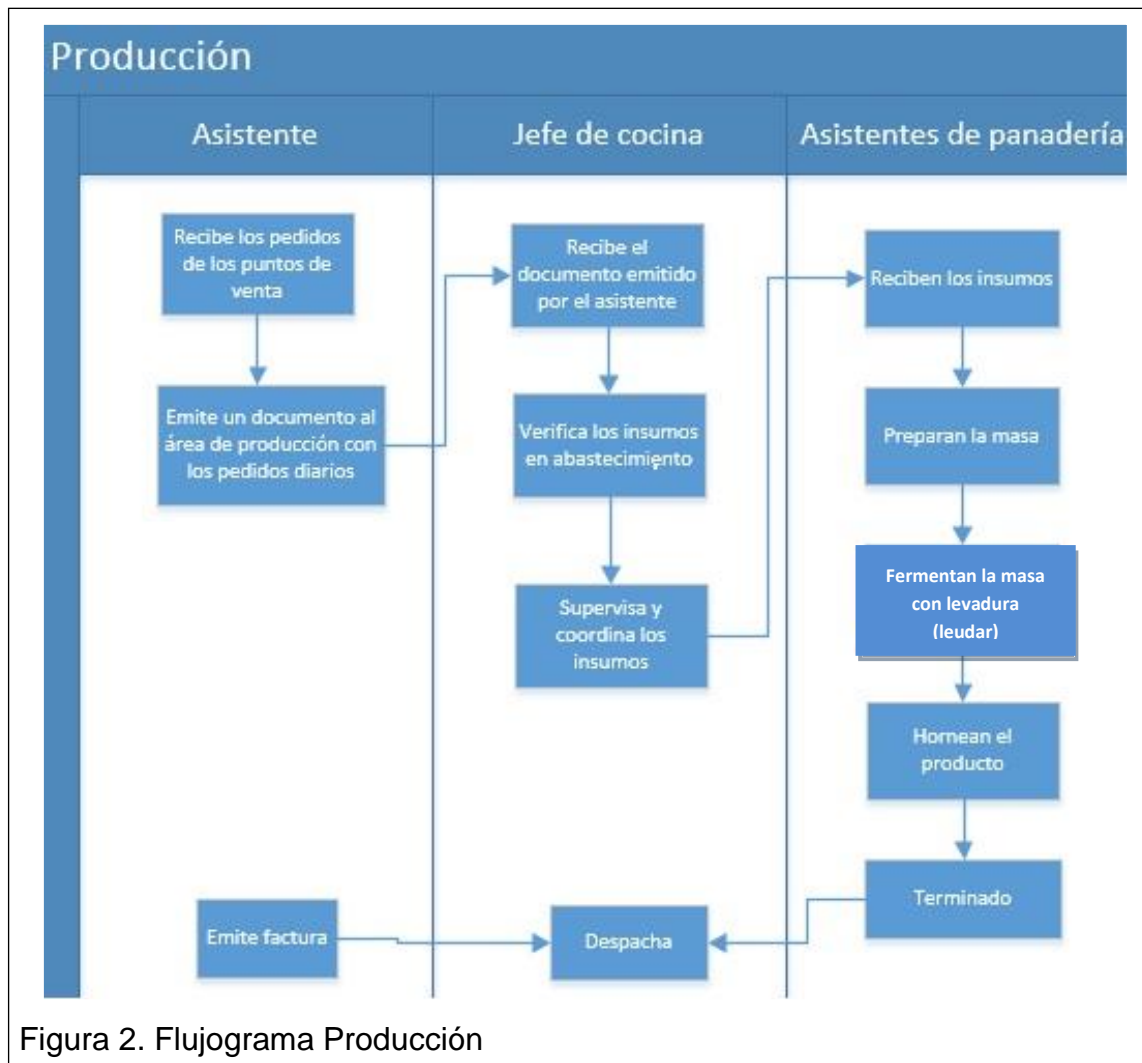 Producción
Asistente
Jefe de cocina
Asistentes de panadería
Recibe los pedidos
de los puntos de
venta
Emite un documento al
área de producción con
los pedidos diarios
Recibe el
documento emitido
por el asistente
Verifica los insumos
en abastecimiento
Supervisa y
coordina los
insumos
Reciben los insumos
Preparan la masa
Fermentan la masa
con levadura
(leudar)
Hornean el
producto
Terminado
Emite factura
Despacha
Figura 2. Flujograma Producción